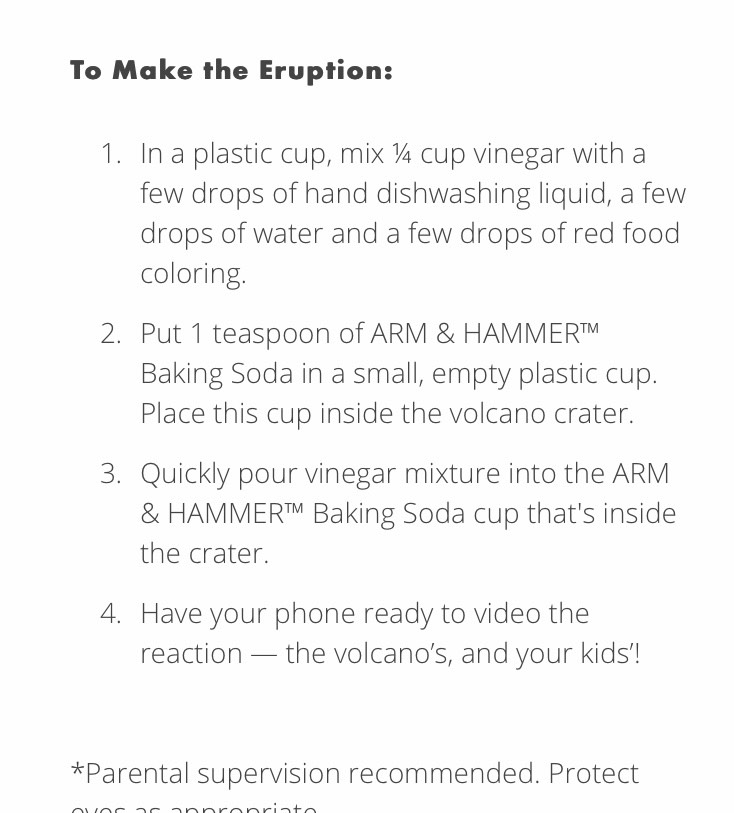 To Make the Eruption:
1. In a plastic cup, mix ¼ cup vinegar with a
few drops of hand dishwashing liquid, a few
drops of water and a few drops of red food
coloring.
2. Put 1 teaspoon of ARM & HAMMER™
Baking Soda in a small, empty plastic cup.
Place this cup inside the volcano crater.
3. Quickly pour vinegar mixture into the ARM
& HAMMER™ Baking Soda cup that's inside
the crater.
4. Have your phone ready to video the
reaction — the volcano’s, and your kids’!
*Parental supervision recommended. Protect
eyes as appropriate